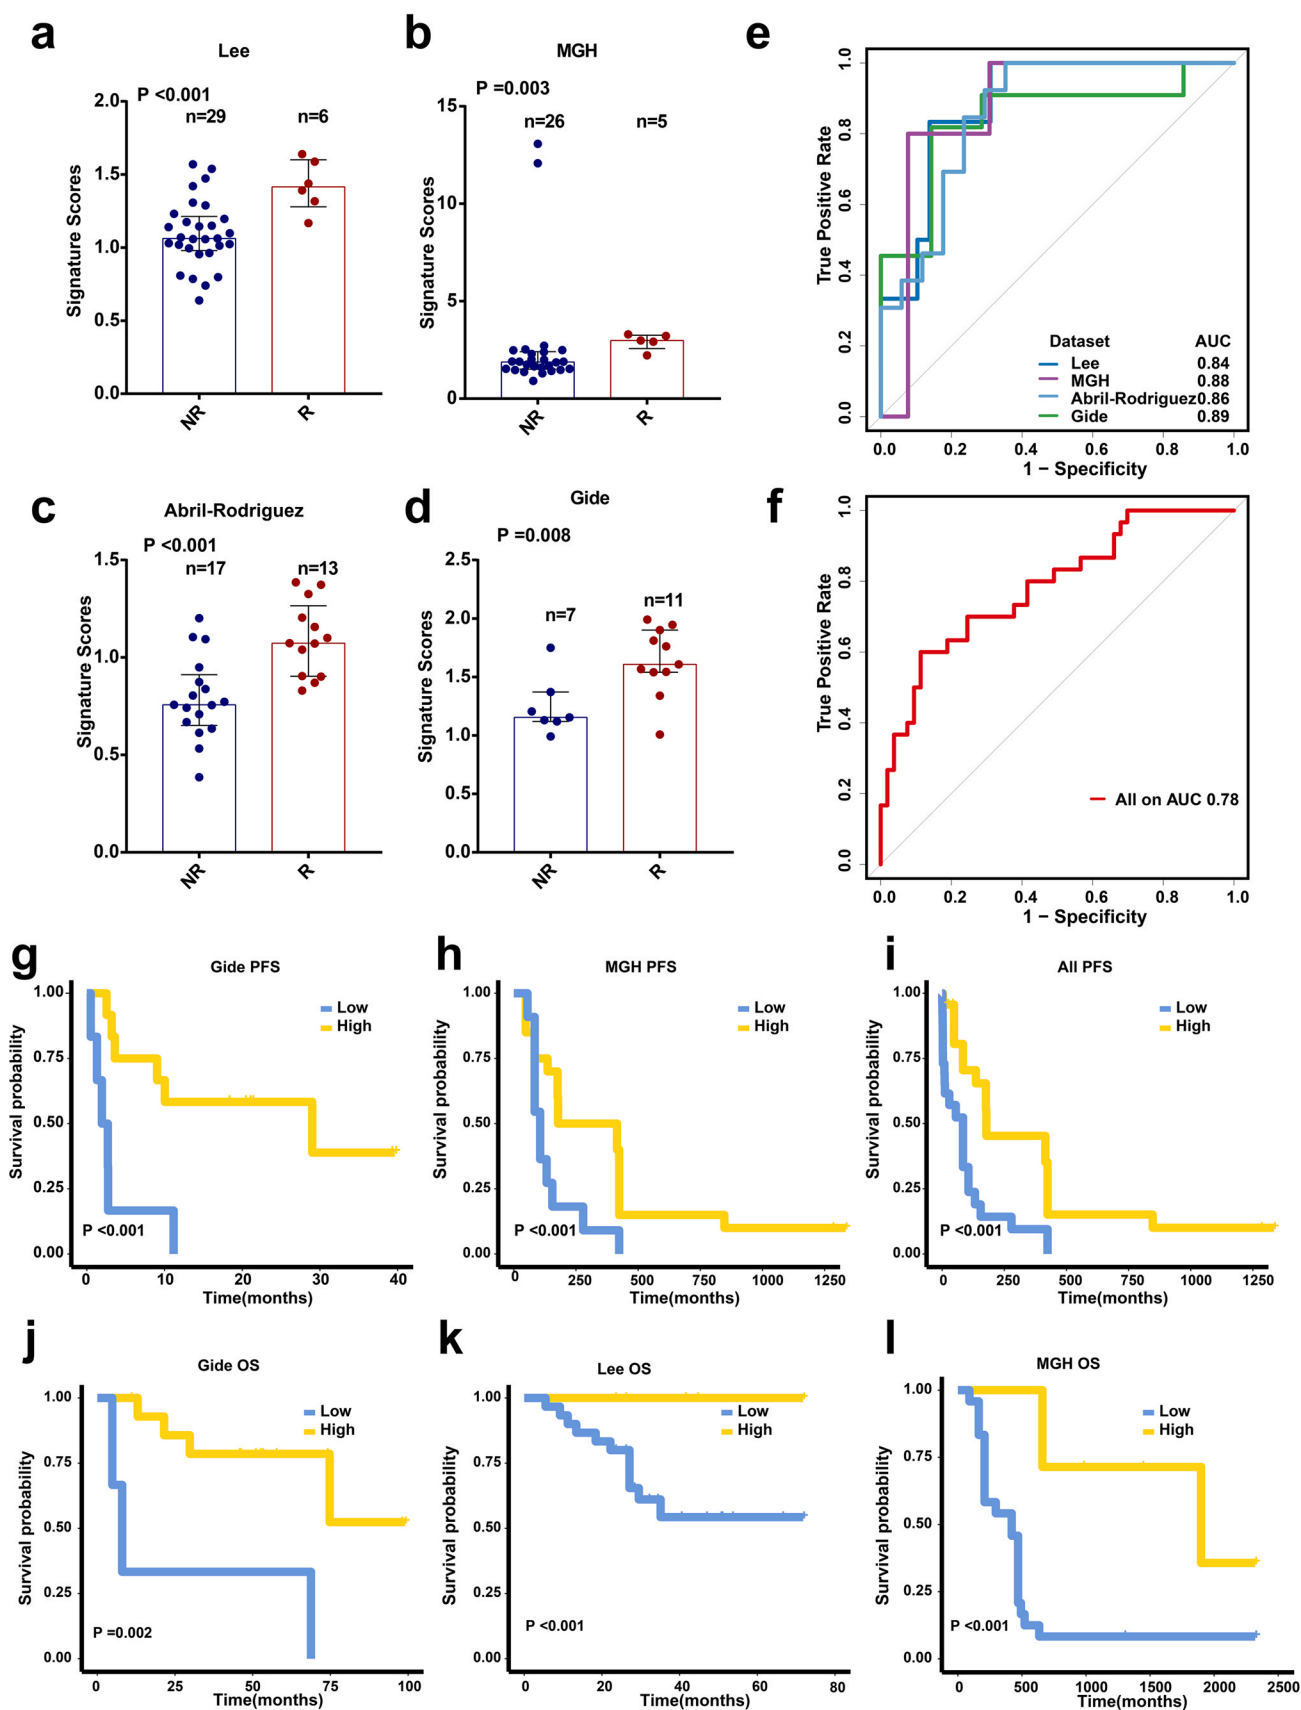 a
Lee
P <0.001
n=29
n=6
2.0
1.5
1.0
0.5
0.0
Signature Scores
NR
R
b
MGH
P =0.003
n=26
n=5
15
10
5
0
Signature Scores
NR
R
e
1.0
0.8
0.6
0.4
0.2
0.0
True Positive Rate
Dataset AUC
Lee 0.84
MGH 0.88
Abril-Rodriguez 0.86
Gide 0.89
0.0 0.2 0.4 0.6 0.8 1.0
1 − Specificity
c
Abril-Rodriguez
P <0.001
n=17
n=13
1.5
1.0
0.5
0.0
Signature Scores
NR
R
d
Gide
P =0.008
n=7
n=11
2.5
2.0
1.5
1.0
0.5
0.0
Signature Scores
NR
R
f
1.0
0.8
0.6
0.4
0.2
0.0
True Positive Rate
All on AUC 0.78
0.0 0.2 0.4 0.6 0.8 1.0
1 − Specificity
g
Gide PFS
Low
High
1.00
0.75
0.50
0.25
0.00
Survival probability
P <0.001
0 10 20 30 40
Time(months)
h
MGH PFS
Low
High
1.00
0.75
0.50
0.25
0.00
Survival probability
P <0.001
0 250 500 750 1000 1250
Time(months)
i
All PFS
Low
High
1.00
0.75
0.50
0.25
0.00
Survival probability
P <0.001
0 250 500 750 1000 1250
Time(months)
j
Gide OS
Low
High
1.00
0.75
0.50
0.25
0.00
Survival probability
P =0.002
0 25 50 75 100
Time(months)
k
Lee OS
Low
High
1.00
0.75
0.50
0.25
0.00
Survival probability
P <0.001
0 20 40 60 80
Time(months)
l
MGH OS
Low
High
1.00
0.75
0.50
0.25
0.00
Survival probability
P <0.001
0 500 1000 1500 2000 2500
Time(months)